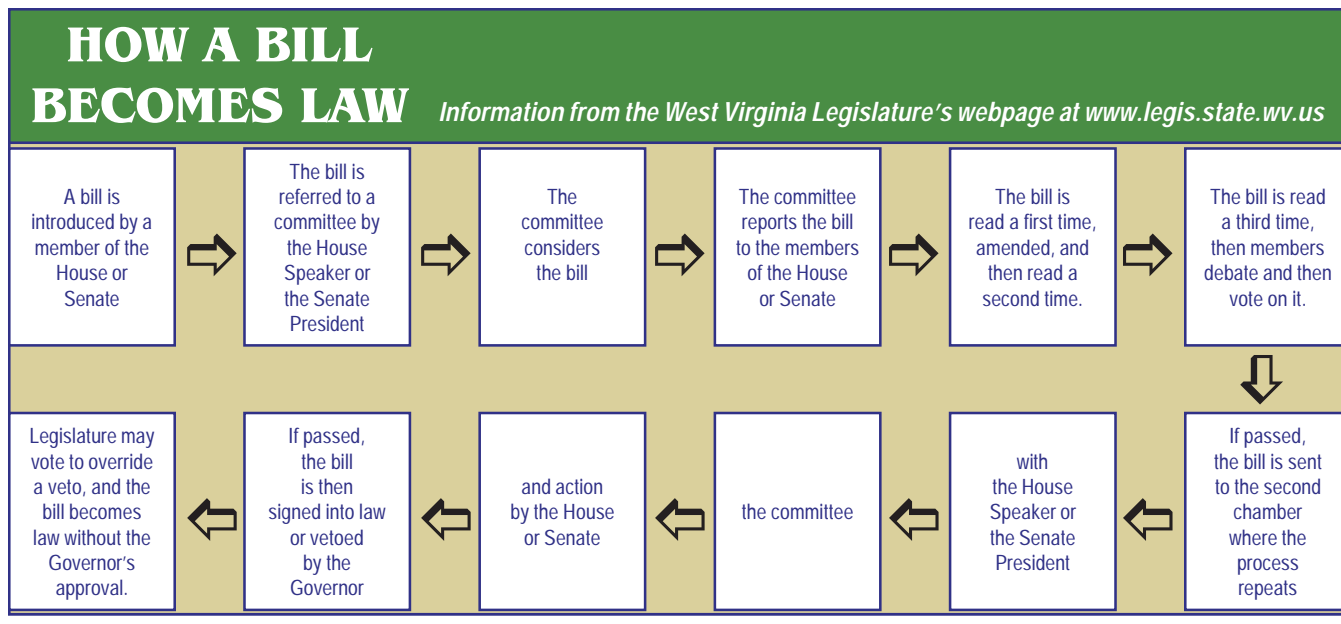 HOW A BILL
BECOMES LAW
Information from the West Virginia Legislature's webpage at www.legis.state.wv.us
A bill is
introduced by a
member of the
House or
Senate
The bill is
referred to a
committee by
the House
Speaker or
the Senate
President
The
committee
considers
the bill
The committee
reports the bill
to the members
of the House
or Senate
The bill is
read a first time,
amended, and
then read a
second time.
The bill is read
a third time,
then members
debate and then
vote on it.
If passed,
the bill is sent
to the second
chamber
where the
process
repeats
with
the House
Speaker or
the Senate
President
the committee
and action
by the House
or Senate
If passed,
the bill
is then
signed into law
or vetoed
by the
Governor
Legislature may
vote to override
a veto, and the
bill becomes
law without the
Governor's
approval.